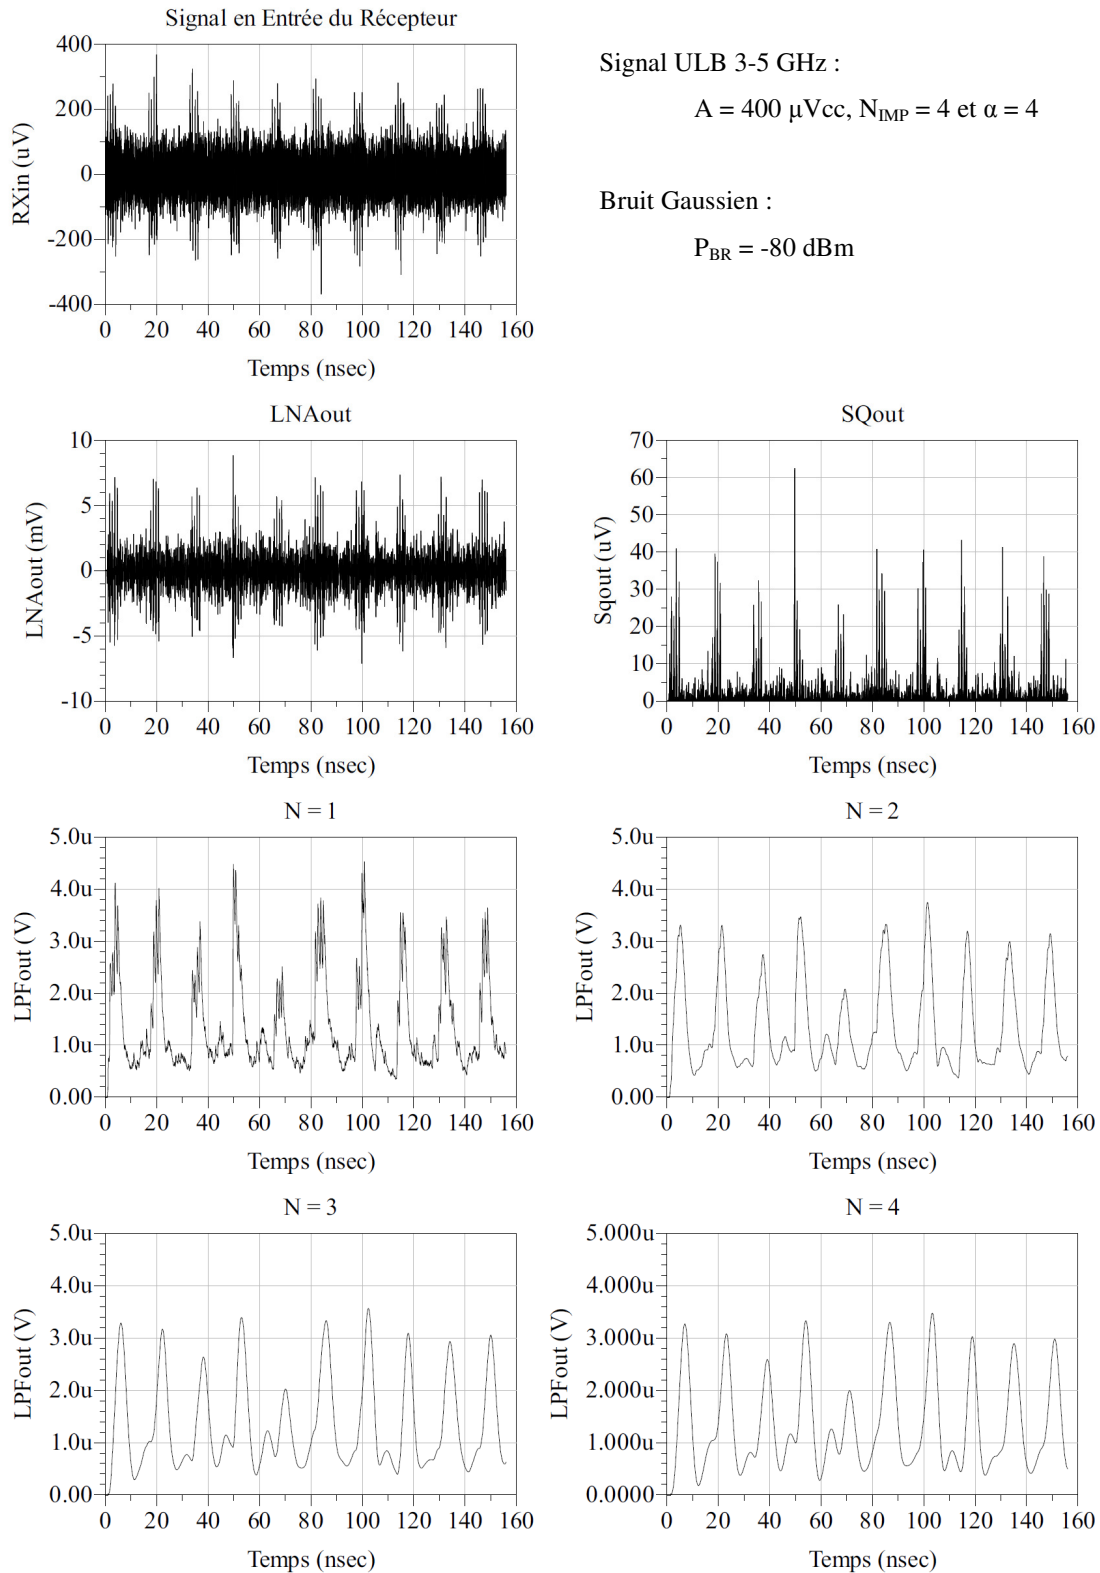 Signal en Entrée du Récepteur
400
200
0
-200
-400
RXin (uV)
0 20 40 60 80 100 120 140 160
Temps (nsec)
Signal ULB 3-5 GHz :
A = 400 µVcc, NIMP = 4 et α = 4
Bruit Gaussien :
PBR = -80 dBm
LNAout
10
5
0
-5
-10
LNAout (mV)
0 20 40 60 80 100 120 140 160
Temps (nsec)
SQout
70
60
50
40
30
20
10
0
Sqout (uV)
0 20 40 60 80 100 120 140 160
Temps (nsec)
N = 1
5.0u
4.0u
3.0u
2.0u
1.0u
0.00
LPFout (V)
0 20 40 60 80 100 120 140 160
Temps (nsec)
N = 2
5.0u
4.0u
3.0u
2.0u
1.0u
0.00
LPFout (V)
0 20 40 60 80 100 120 140 160
Temps (nsec)
N = 3
5.0u
4.0u
3.0u
2.0u
1.0u
0.00
LPFout (V)
0 20 40 60 80 100 120 140 160
Temps (nsec)
N = 4
5.000u
4.000u
3.000u
2.000u
1.000u
0.0000
LPFout (V)
0 20 40 60 80 100 120 140 160
Temps (nsec)